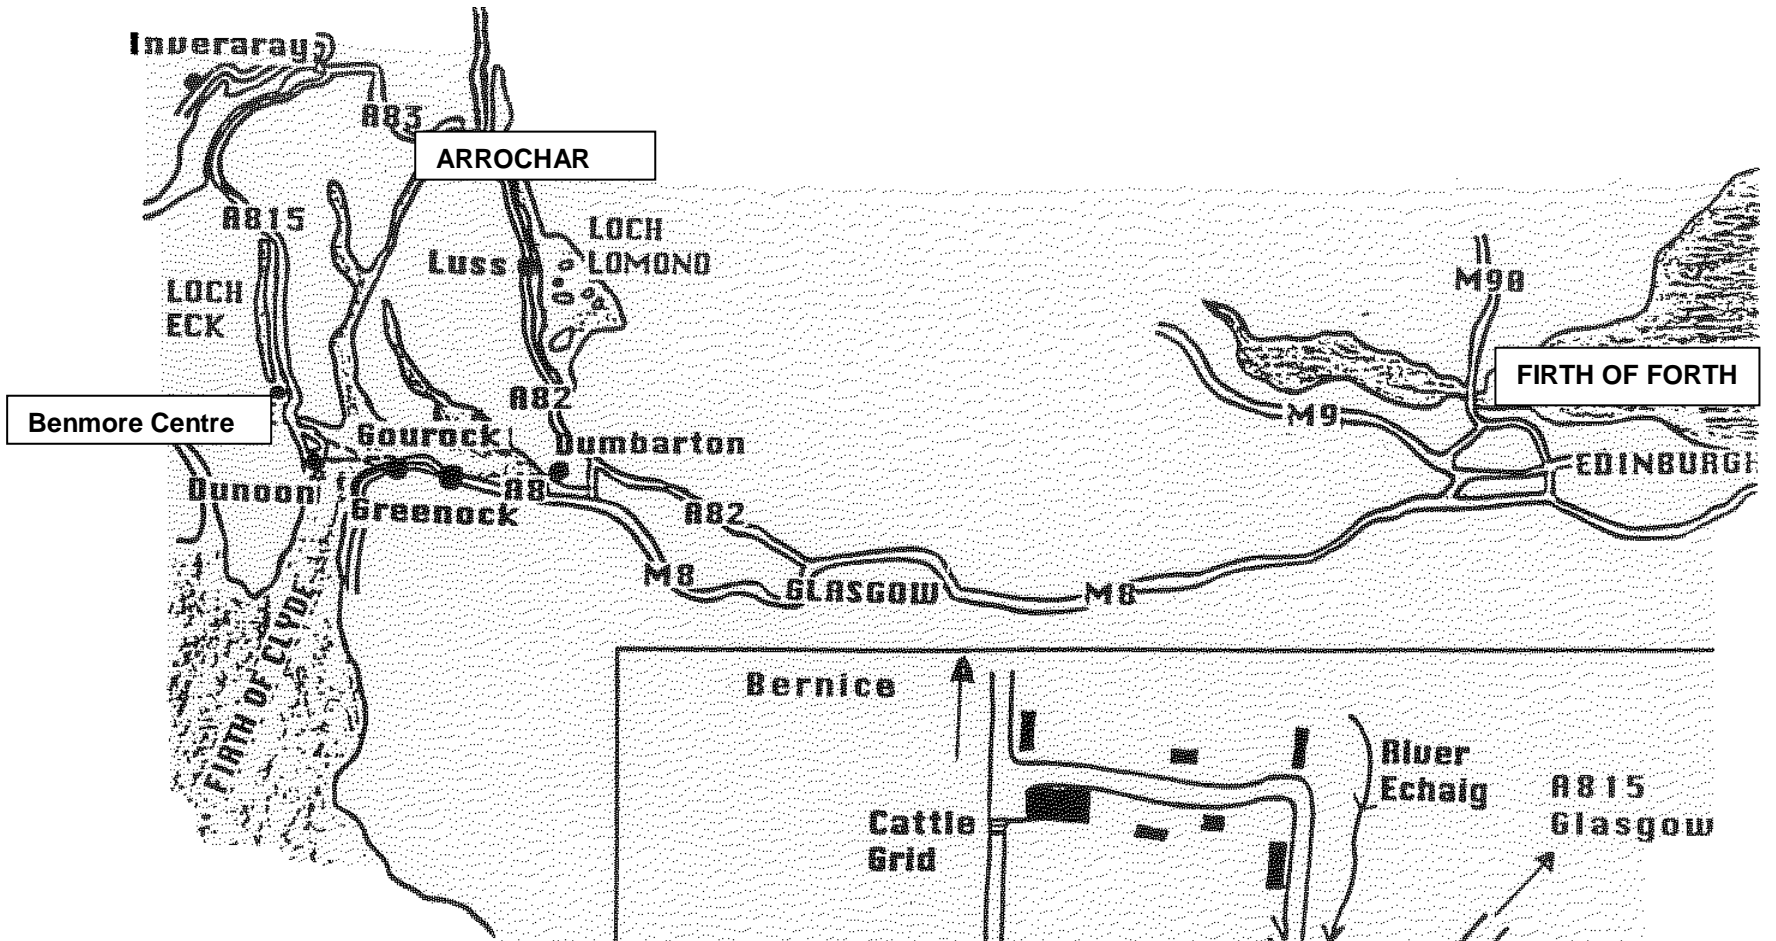 Inveraray
A83
ARROCHAR
A815
LOCH
LOMOND
Luss
LOCH
ECK
M90
FIRTH OF FORTH
A82
M9
Benmore Centre
Gourock
Dumbarton
EDINBURGH
Dunoon
A8
Greenock
A82
M8
GLASGOW
M8
FIRTH OF CLYDE
Bernice
River
Echaig
A815
Glasgow
Cattle
Grid